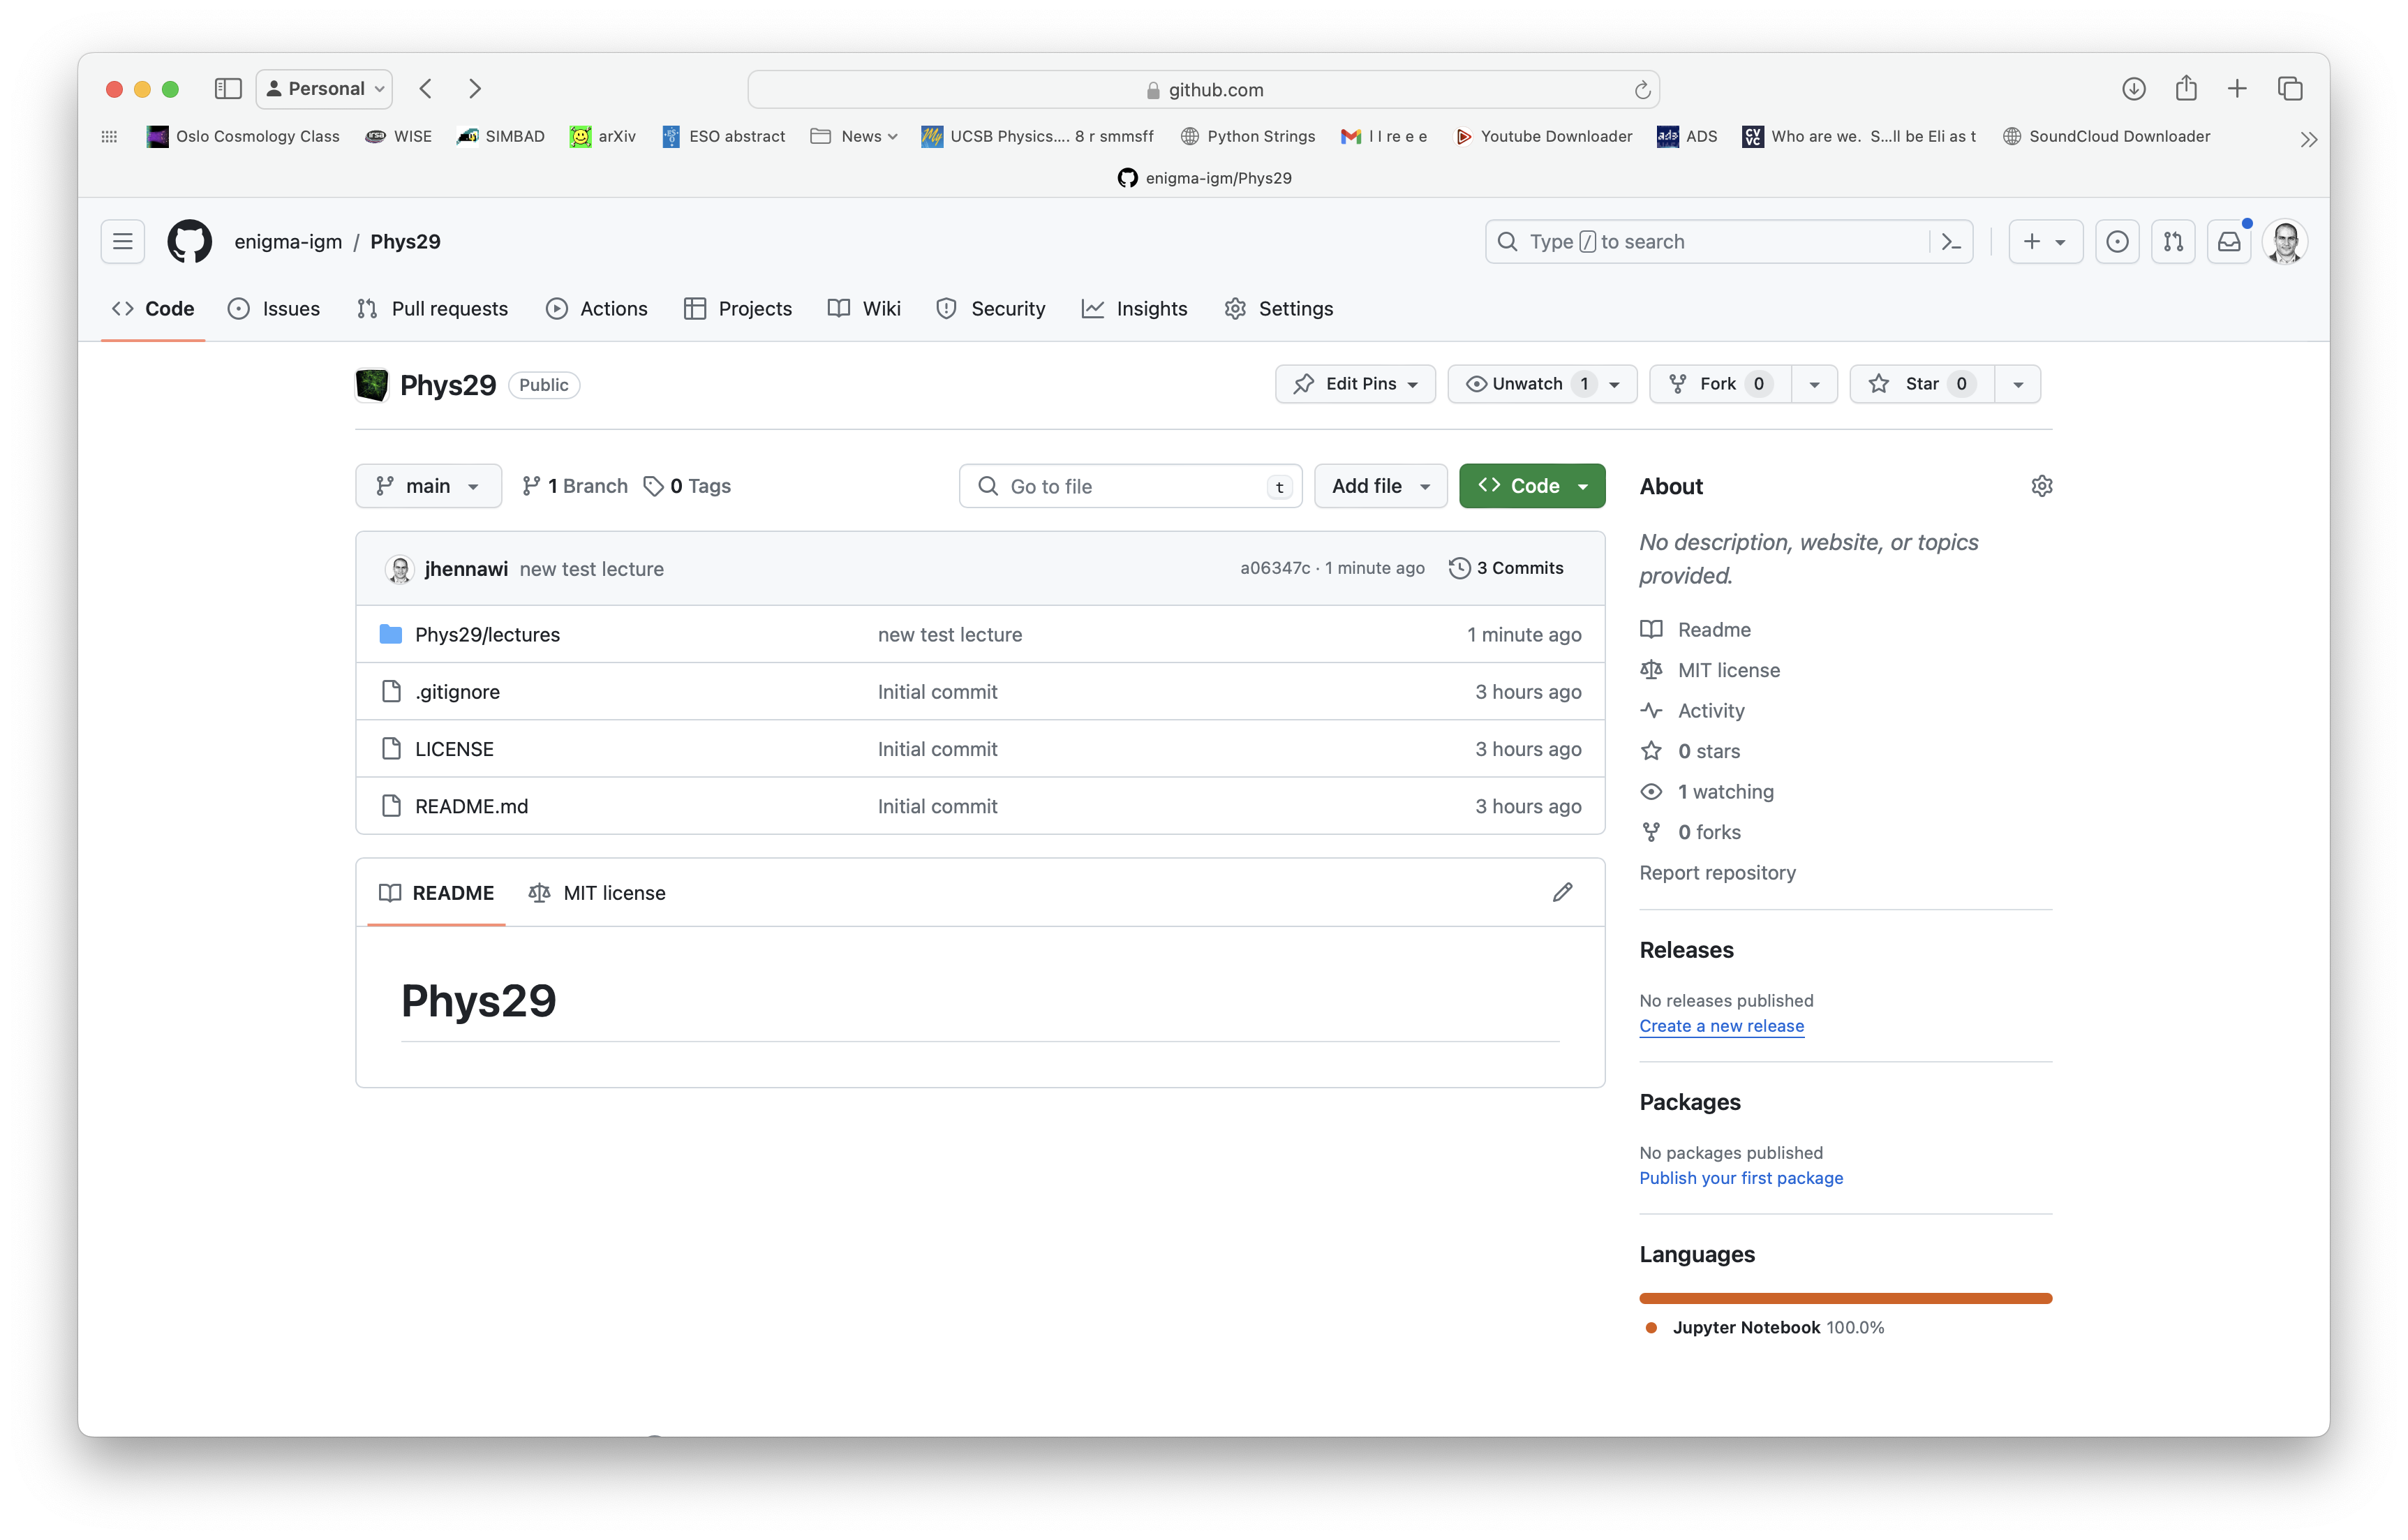 Personal
github.com
Oslo Cosmology Class WISE SIMBAD arXiv ESO abstract News UCSB Physics.... 8 r smmsff Python Strings l l re e e Youtube Downloader ADS Who are we. S...ll be Eli as t SoundCloud Downloader
enigma-igm/Phys29
enigma-igm / Phys29
Type / to search
Code Issues Pull requests Actions Projects Wiki Security Insights Settings
Phys29 Public
Edit Pins Unwatch 1 Fork 0 Star 0
main 1 Branch 0 Tags Go to file t Add file Code
jhennawi new test lecture a06347c · 1 minute ago 3 Commits
Phys29/lectures new test lecture 1 minute ago
.gitignore Initial commit 3 hours ago
LICENSE Initial commit 3 hours ago
README.md Initial commit 3 hours ago
README MIT license
Phys29
About
No description, website, or topics
provided.
Readme
MIT license
Activity
0 stars
1 watching
0 forks
Report repository
Releases
No releases published
Create a new release
Packages
No packages published
Publish your first package
Languages
Jupyter Notebook 100.0%